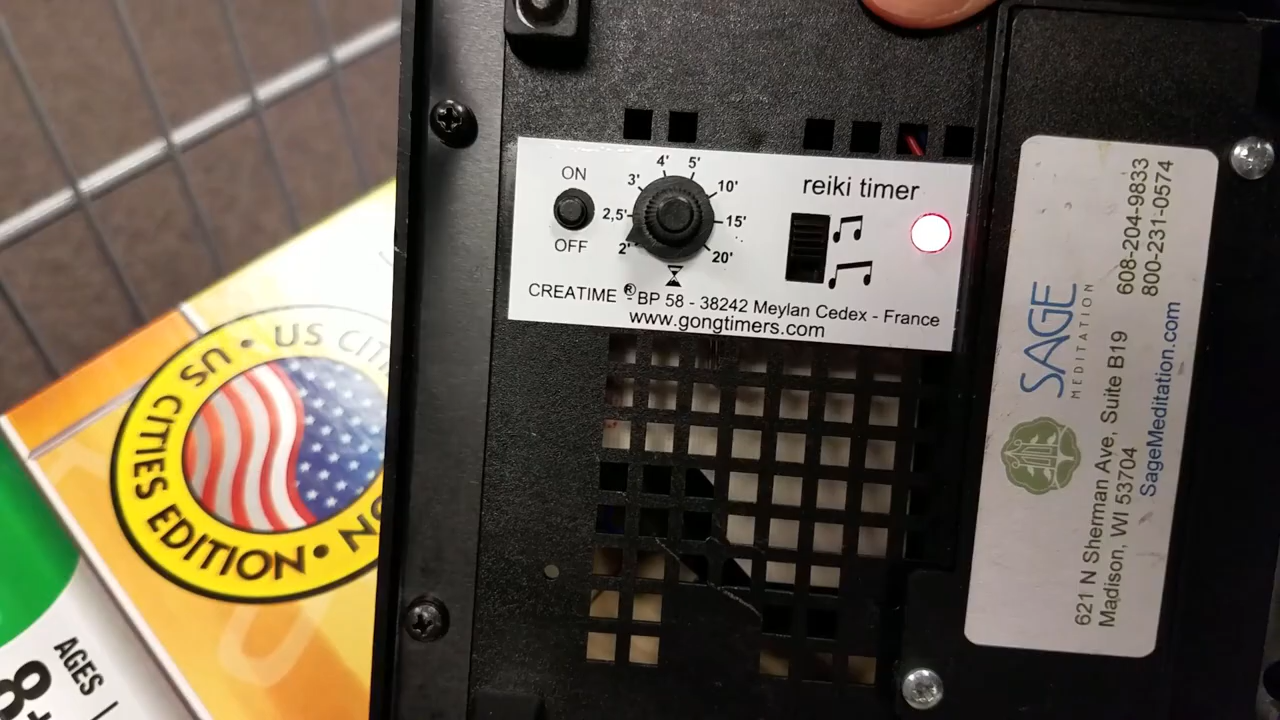 ON
OFF
2'
2,5'
3'
4'
5'
10'
15'
20'
reiki timer
CREATIME ® - BP 58 - 38242 Meylan Cedex - France
www.gongtimers.com
SAGE
MEDITATION
608-204-9833
800-231-0574
621 N Sherman Ave, Suite B19
Madison, WI 53704
SageMeditation.com
US CITIES EDITION • US
AGES
8+